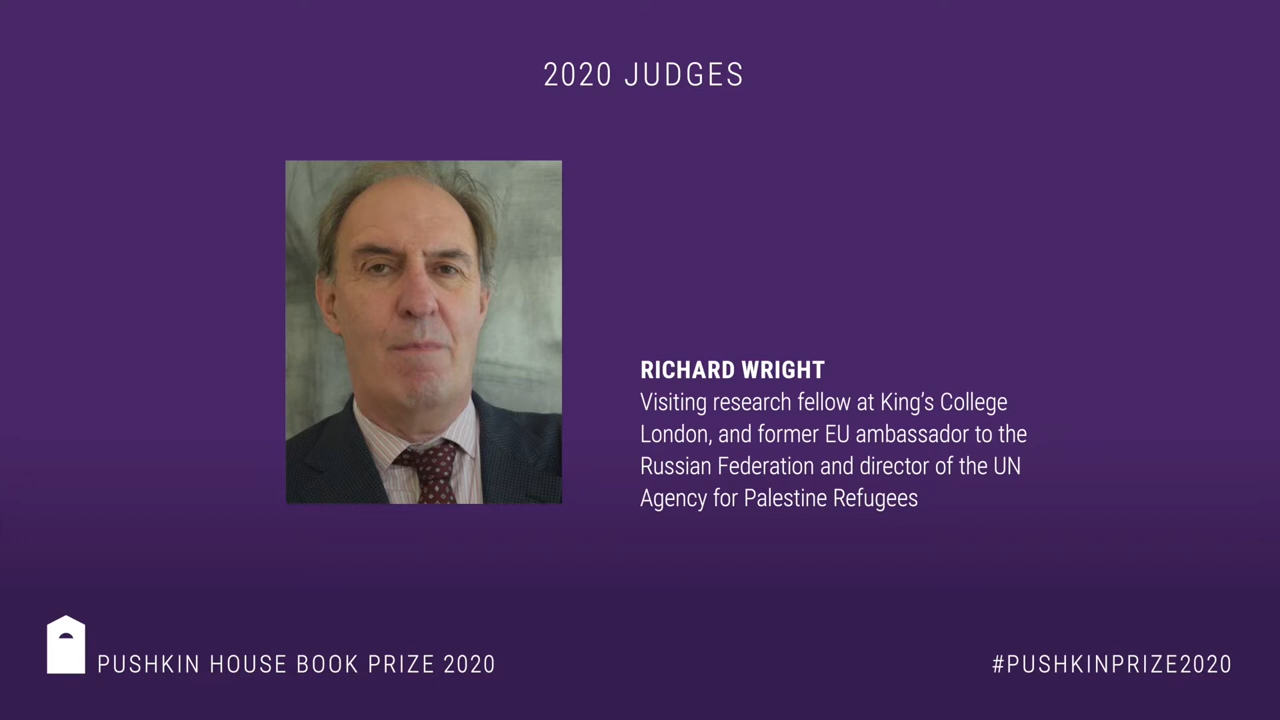 2020 JUDGES
RICHARD WRIGHT
Visiting research fellow at King’s College
London, and former EU ambassador to the
Russian Federation and director of the UN
Agency for Palestine Refugees
PUSHKIN HOUSE BOOK PRIZE 2020
#PUSHKINPRIZE2020